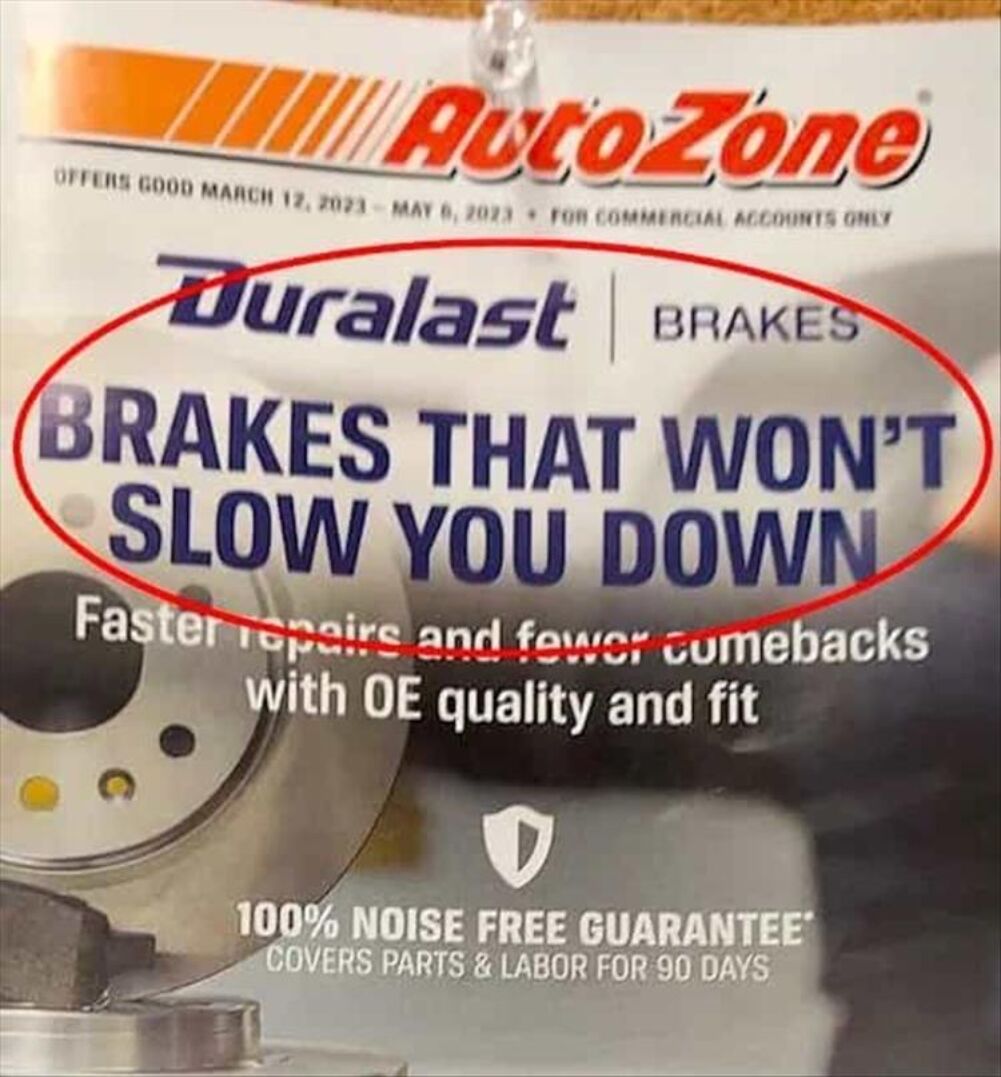 AutoZone
OFFERS GOOD MARCH 12, 2023 - MAY 6, 2023 • FOR COMMERCIAL ACCOUNTS ONLY
Duralast | BRAKES
BRAKES THAT WON'T
SLOW YOU DOWN
Faster repairs and fewer comebacks
with OE quality and fit
100% NOISE FREE GUARANTEE*
COVERS PARTS & LABOR FOR 90 DAYS